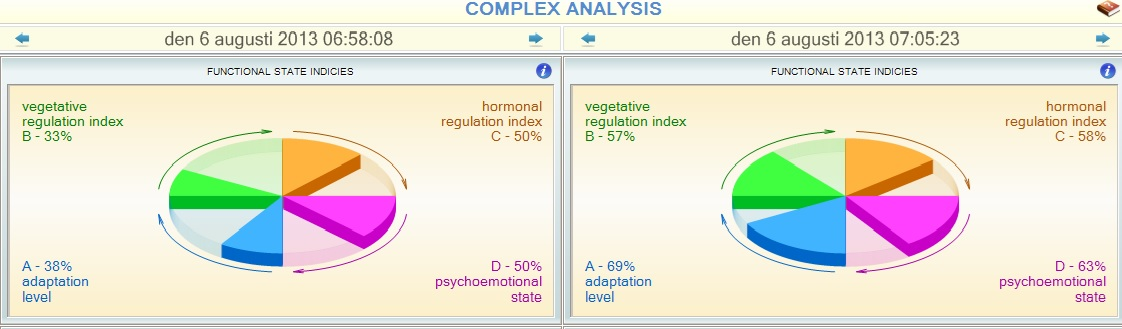 COMPLEX ANALYSIS
den 6 augusti 2013 06:58:08
den 6 augusti 2013 07:05:23
FUNCTIONAL STATE INDICIES
vegetative
regulation index
B - 33%
hormonal
regulation index
C - 50%
A - 38%
adaptation
level
D - 50%
psychoemotional
state
FUNCTIONAL STATE INDICIES
vegetative
regulation index
B - 57%
hormonal
regulation index
C - 58%
A - 69%
adaptation
level
D - 63%
psychoemotional
state